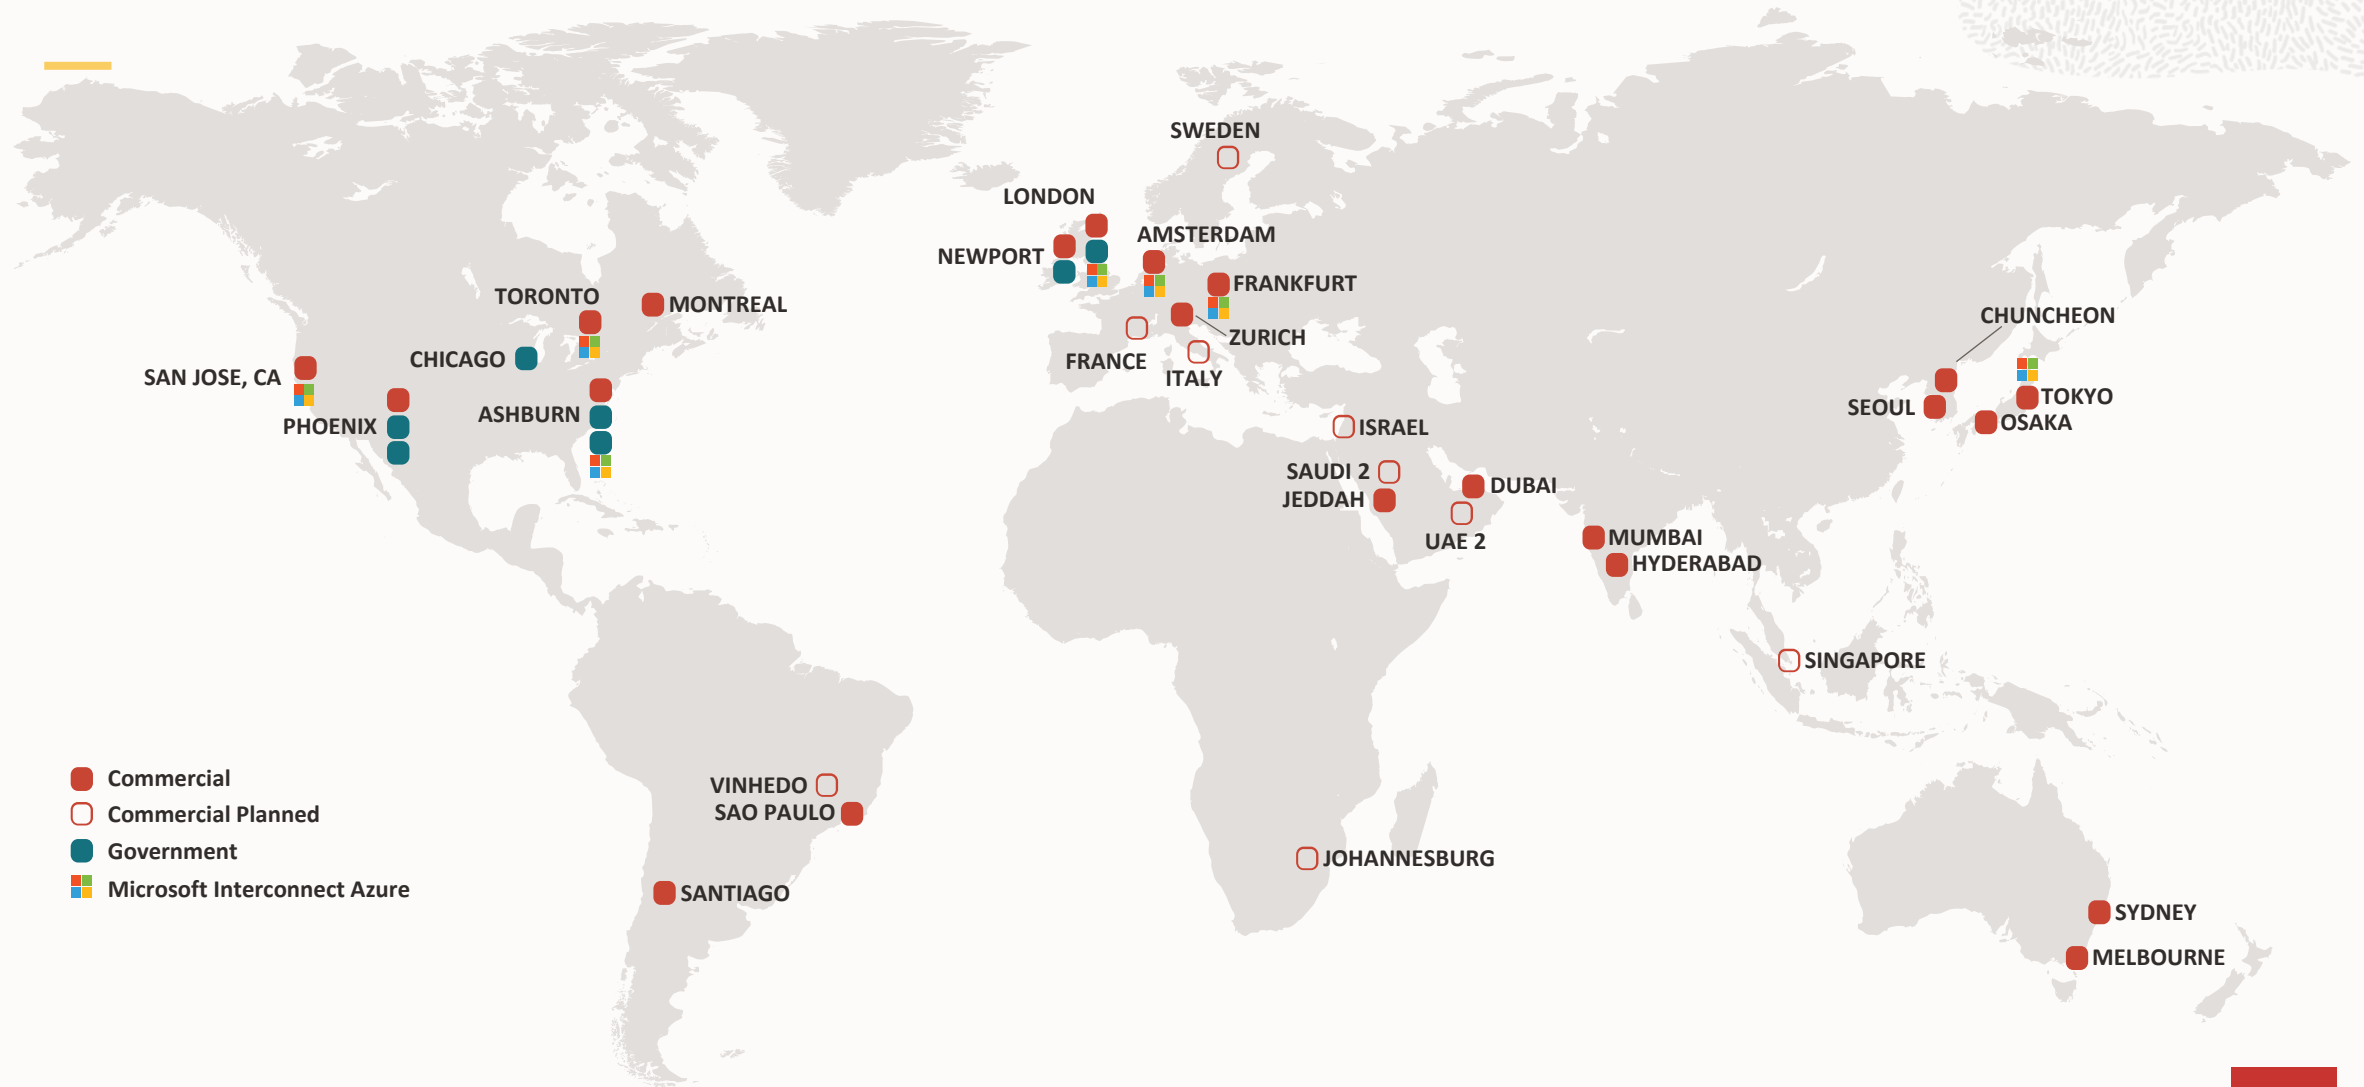 SWEDEN
LONDON
AMSTERDAM
NEWPORT
FRANKFURT
TORONTO
MONTREAL
CHUNCHEON
ZURICH
CHICAGO
FRANCE
ITALY
SAN JOSE, CA
TOKYO
SEOUL
OSAKA
ASHBURN
PHOENIX
ISRAEL
SAUDI 2
DUBAI
JEDDAH
UAE 2
MUMBAI
HYDERABAD
SINGAPORE
Commercial
Commercial Planned
Government
Microsoft Interconnect Azure
VINHEDO
SAO PAULO
JOHANNESBURG
SANTIAGO
SYDNEY
MELBOURNE